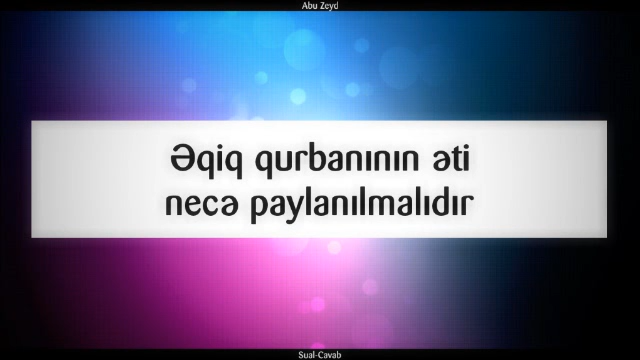 Abu Zeyd
Əqiq qurbanının əti
necə paylanılmalıdır
Sual-Cavab